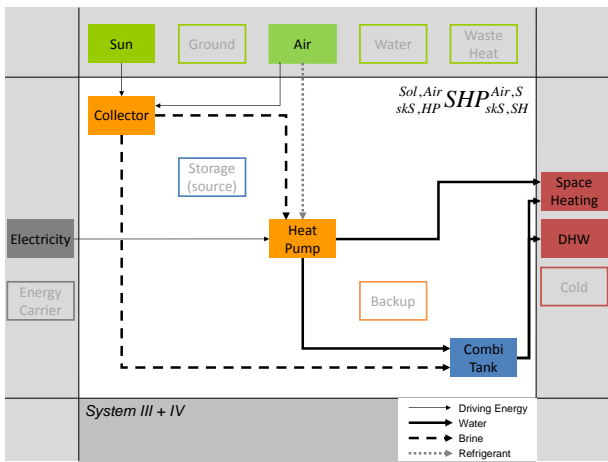 Sun
Ground
Air
Water
Waste
Heat
Sol,Air
skS,HP SHP Air,S
skS,SH
Collector
Storage
(source)
Space
Heating
Electricity
Heat
Pump
DHW
Energy
Carrier
Backup
Cold
Combi
Tank
System III + IV
Driving Energy
Water
Brine
Refrigerant